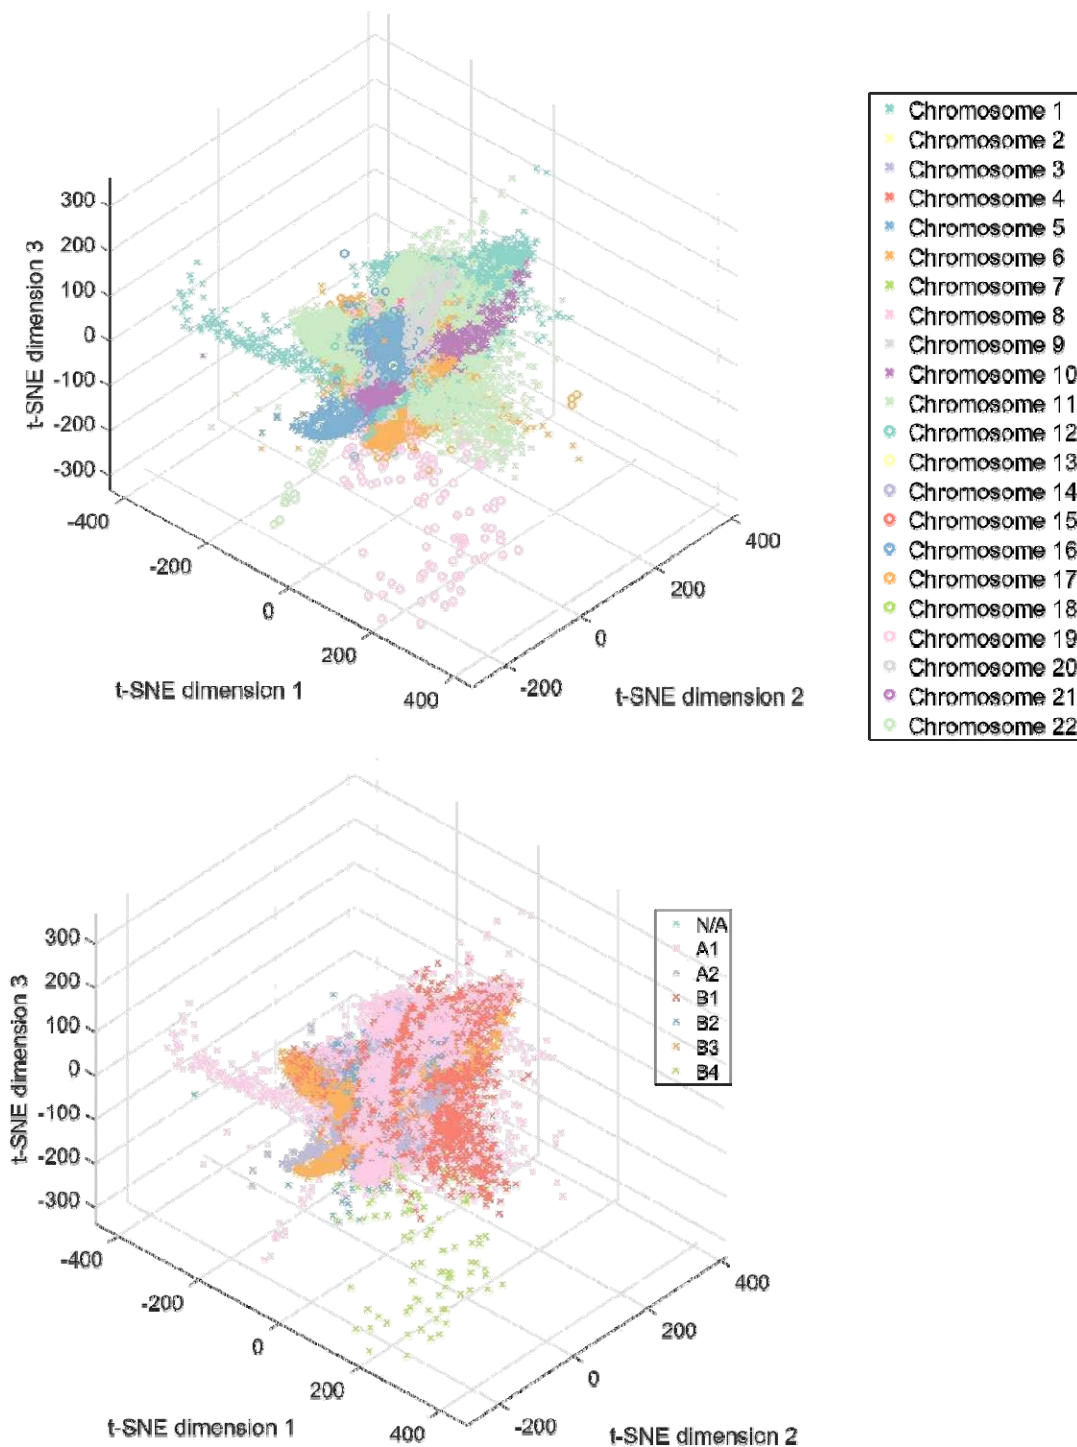 300
200
100
0
-100
-200
-300
t-SNE dimension 3
-400
-200
0
200
400
t-SNE dimension 1
-200
0
200
400
t-SNE dimension 2
Chromosome 1
Chromosome 2
Chromosome 3
Chromosome 4
Chromosome 5
Chromosome 6
Chromosome 7
Chromosome 8
Chromosome 9
Chromosome 10
Chromosome 11
Chromosome 12
Chromosome 13
Chromosome 14
Chromosome 15
Chromosome 16
Chromosome 17
Chromosome 18
Chromosome 19
Chromosome 20
Chromosome 21
Chromosome 22
300
200
100
0
-100
-200
-300
t-SNE dimension 3
-400
-200
0
200
400
t-SNE dimension 1
-200
0
200
400
t-SNE dimension 2
N/A
A1
A2
B1
B2
B3
B4